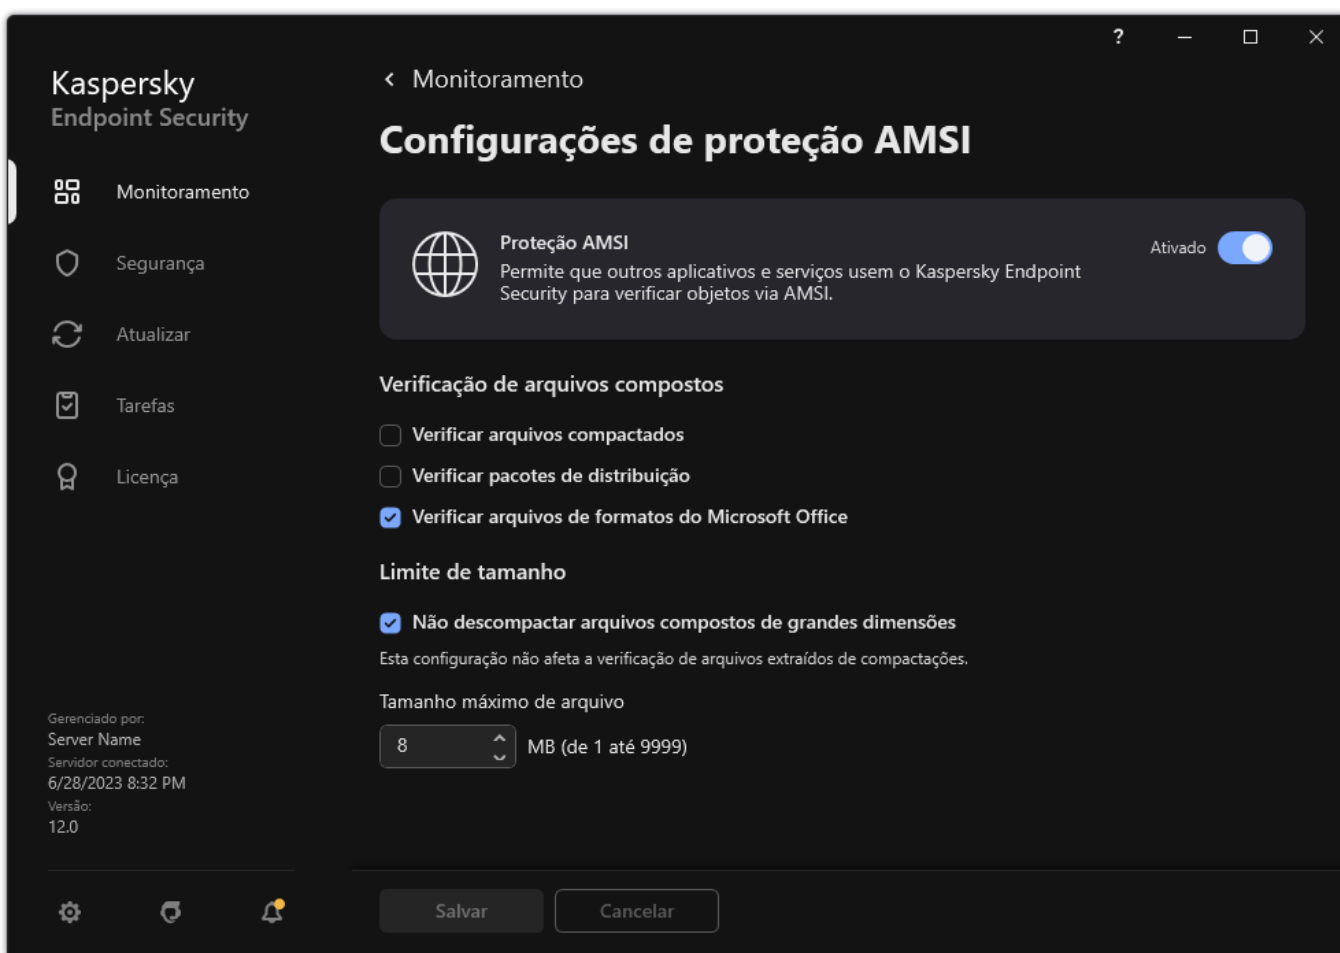 ?
Kaspersky
Endpoint Security
Monitoramento
Segurança
Atualizar
Tarefas
Licença
Gerenciado por:
Server Name
Servidor conectado:
6/28/2023 8:32 PM
Versão:
12.0
Monitoramento
Configurações de proteção AMSI
Proteção AMSI
Ativado
Permite que outros aplicativos e serviços usem o Kaspersky Endpoint
Security para verificar objetos via AMSI.
Verificação de arquivos compostos
Verificar arquivos compactados
Verificar pacotes de distribuição
Verificar arquivos de formatos do Microsoft Office
Limite de tamanho
Não descompactar arquivos compostos de grandes dimensões
Esta configuração não afeta a verificação de arquivos extraídos de compactações.
Tamanho máximo de arquivo
8 MB (de 1 até 9999)
Salvar
Cancelar